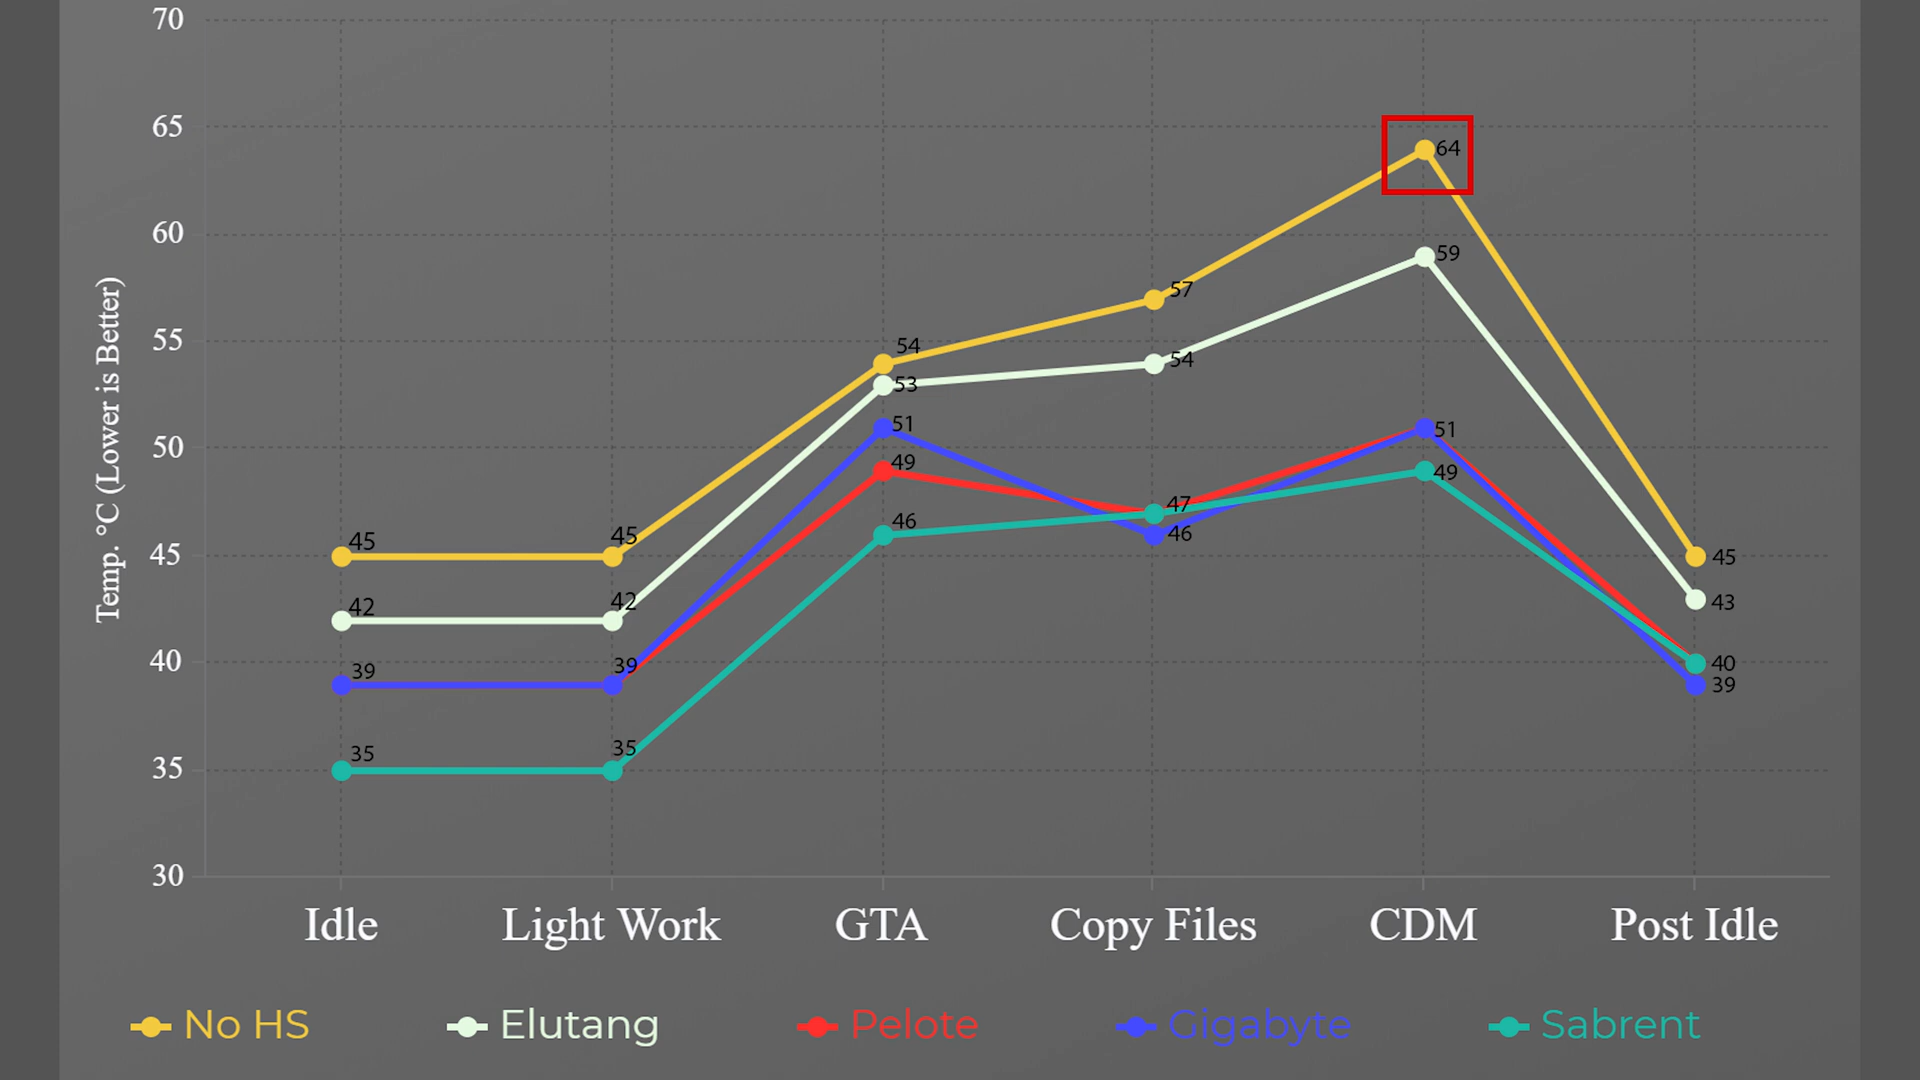 70
65
60
55
50
45
40
35
30
Temp. °C (Lower is Better)
45
42
39
35
45
42
39
35
54
53
51
49
46
57
54
47
46
64
59
51
49
45
43
40
39
Idle
Light Work
GTA
Copy Files
CDM
Post Idle
No HS
Elutang
Pelote
Gigabyte
Sabrent